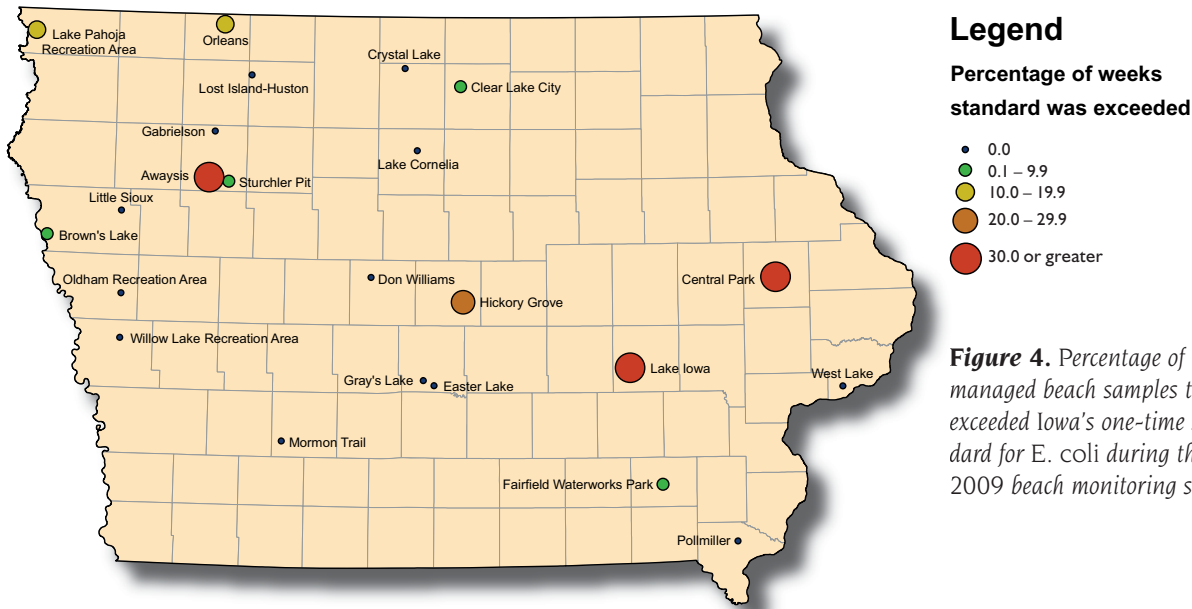 Lake Pahoja
Recreation Area
Orleans
Crystal Lake
Lost Island-Huston
Clear Lake City
Gabrielson
Lake Cornelia
Awaysis
Sturchler Pit
Little Sioux
Brown's Lake
Oldham Recreation Area
Don Williams
Central Park
Hickory Grove
Willow Lake Recreation Area
Lake Iowa
West Lake
Gray's Lake
Easter Lake
Mormon Trail
Fairfield Waterworks Park
Pollmiller
Legend
Percentage of weeks
standard was exceeded
0.0
0.1 – 9.9
10.0 – 19.9
20.0 – 29.9
30.0 or greater
Figure 4. Percentage of
managed beach samples t
exceeded Iowa's one-time
dard for E. coli during th
2009 beach monitoring s